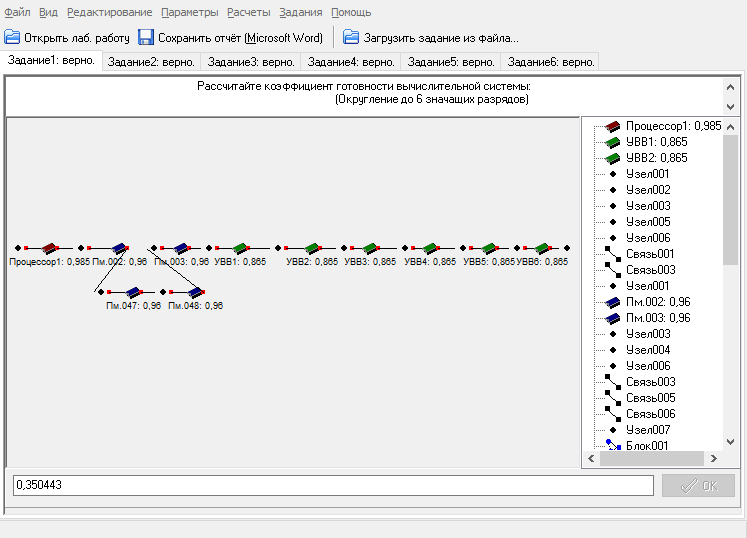 Файл Вид Редактирование Параметры Расчеты Задания Помощь
Открыть лаб. работу Сохранить отчёт (Microsoft Word) Загрузить задание из файла...
Задание1: верно. Задание2: верно. Задание3: верно. Задание4: верно. Задание5: верно. Задание6: верно.
Рассчитайте коэффициент готовности вычислительной системы:
(Округление до 6 значащих разрядов)
Процессор1: 0,985 Пм.002: 0,96 Пм.003: 0,96 УВВ1: 0,865 УВВ2: 0,865 УВВ3: 0,865 УВВ4: 0,865 УВВ5: 0,865 УВВ6: 0,865
Пм.047: 0,96 Пм.048: 0,96
Процессор1: 0,985
УВВ1: 0,865
УВВ2: 0,865
Узел001
Узел002
Узел003
Узел005
Узел006
Связь001
Связь003
Узел001
Пм.002: 0,96
Пм.003: 0,96
Узел003
Узел004
Узел006
Связь003
Связь005
Связь006
Узел007
Блок001
0,350443
OK